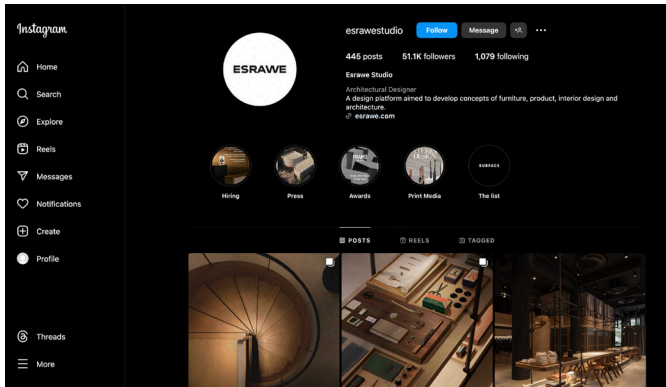 Instagram
Home
Search
Explore
Reels
Messages
Notifications
Create
Profile
Threads
More
ESRAWE
esrawestudio Follow Message
445 posts 51.1K followers 1,079 following
Esrawe Studio
Architectural Designer
A design platform aimed to develop concepts of furniture, product, interior design and
architecture.
esrawe.com
SURFACE
Hiring Press Awards Print Media The list
POSTS REELS TAGGED